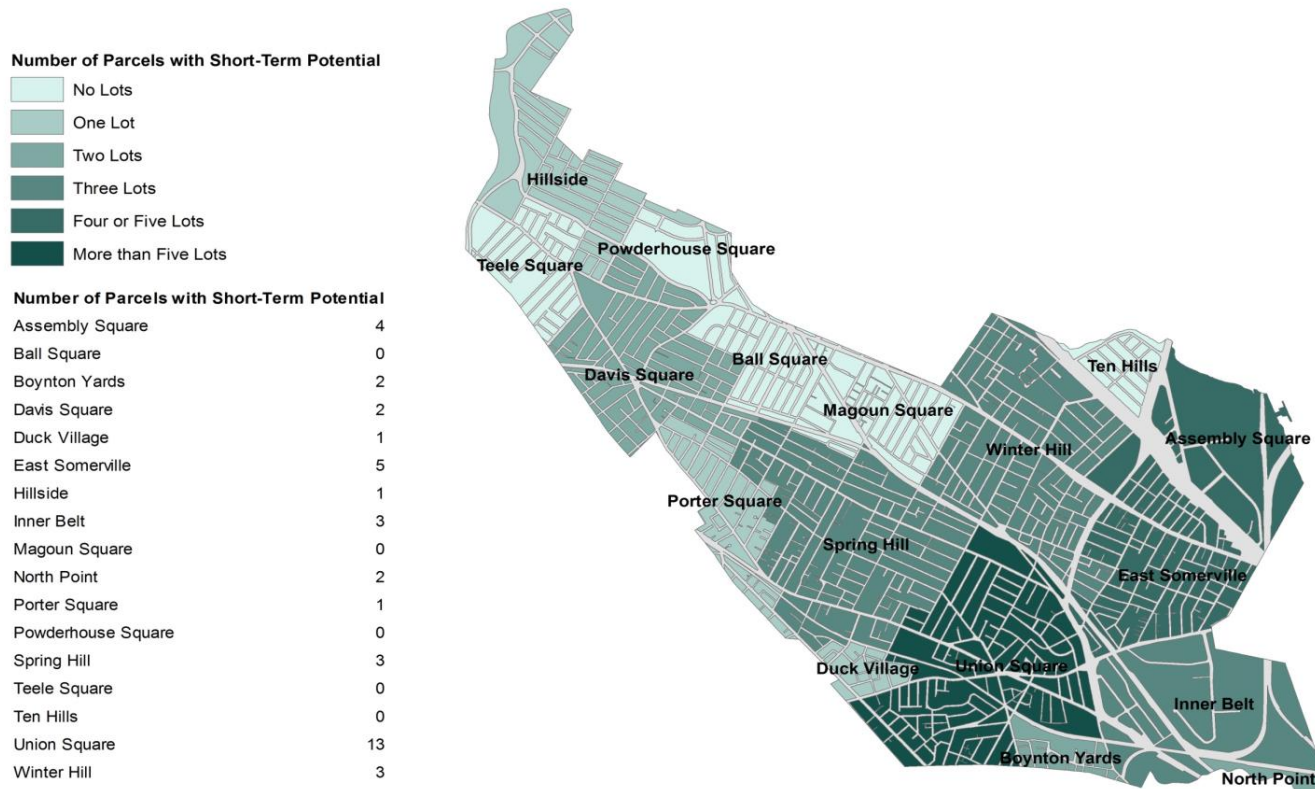 Number of Parcels with Short-Term Potential
No Lots
One Lot
Two Lots
Three Lots
Four or Five Lots
More than Five Lots
Number of Parcels with Short-Term Potential
Assembly Square 4
Ball Square 0
Boynton Yards 2
Davis Square 2
Duck Village 1
East Somerville 5
Hillside 1
Inner Belt 3
Magoun Square 0
North Point 2
Porter Square 1
Powderhouse Square 0
Spring Hill 3
Teele Square 0
Ten Hills 0
Union Square 13
Winter Hill 3
Hillside
Powderhouse Square
Teele Square
Ball Square
Ten Hills
Davis Square
Magoun Square
Assembly Square
Winter Hill
Porter Square
Spring Hill
East Somerville
Duck Village
Union Square
Inner Belt
Boynton Yards
North Point